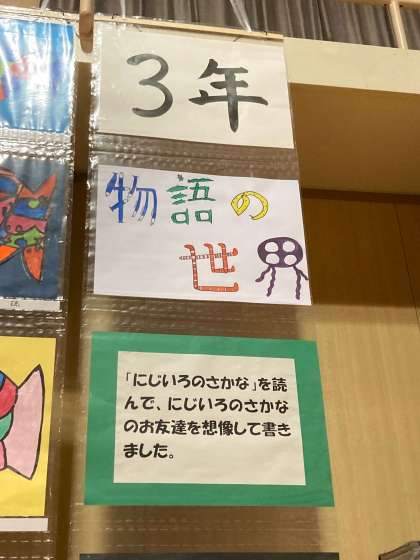 3年
物語の
世界
「にじいろのさかな」を読
んで、にじいろのさかな
のお友達を想像して書き
ました。